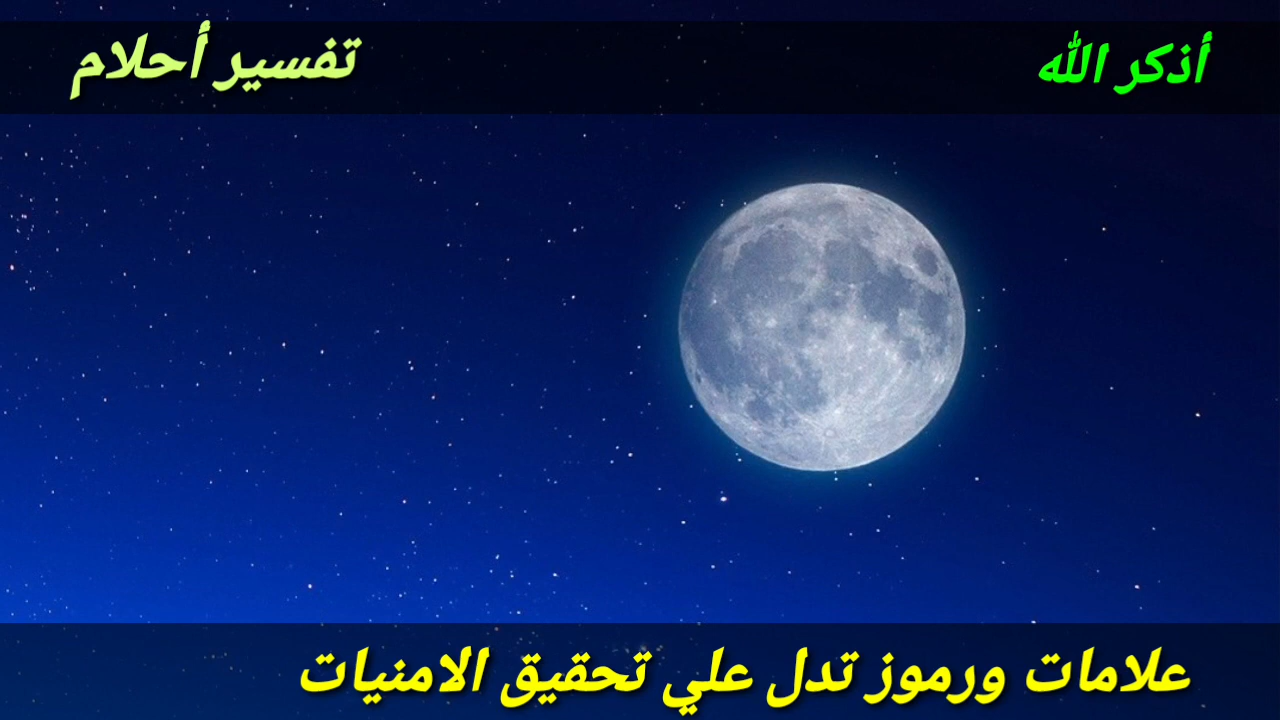 أذكر الله
تفسير أحلام
علامات ورموز تدل علي تحقيق الامنيات